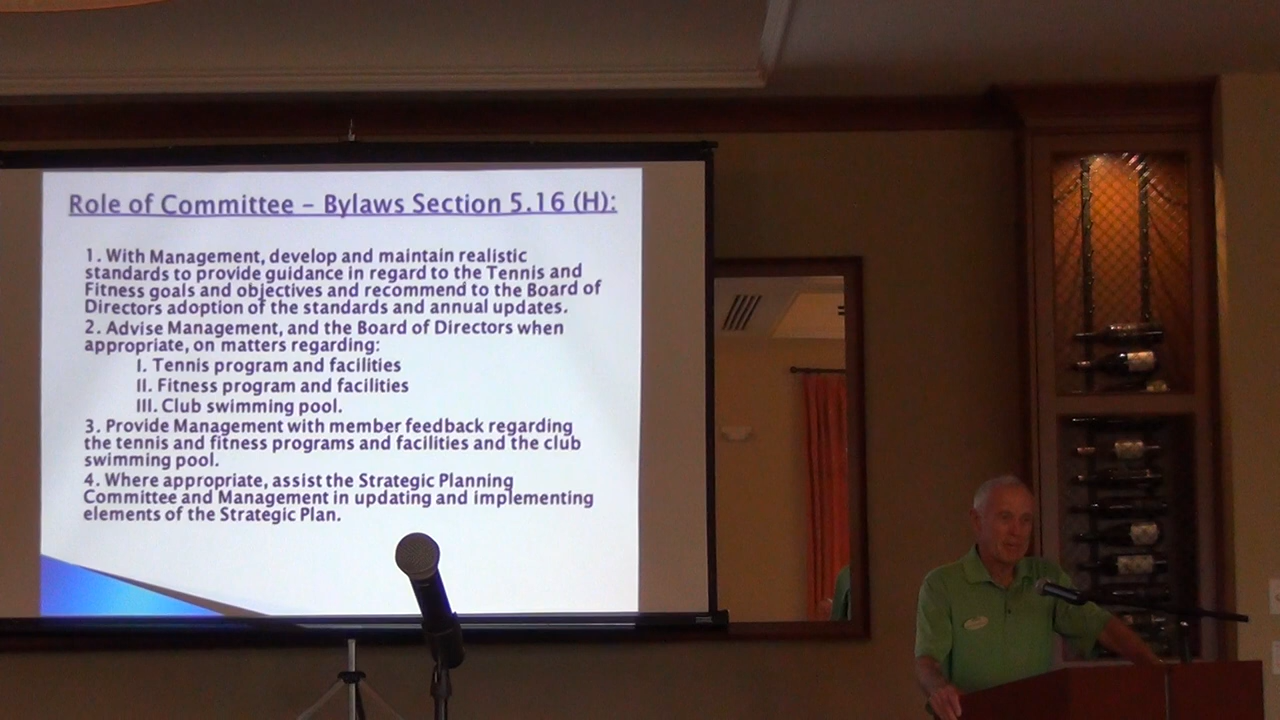 Role of Committee – Bylaws Section 5.16 (H):
1. With Management, develop and maintain realistic
standards to provide guidance in regard to the Tennis and
Fitness goals and objectives and recommend to the Board of
Directors adoption of the standards and annual updates.
2. Advise Management, and the Board of Directors when
appropriate, on matters regarding:
I. Tennis program and facilities
II. Fitness program and facilities
III. Club swimming pool.
3. Provide Management with member feedback regarding
the tennis and fitness programs and facilities and the club
swimming pool.
4. Where appropriate, assist the Strategic Planning
Committee and Management in updating and implementing
elements of the Strategic Plan.